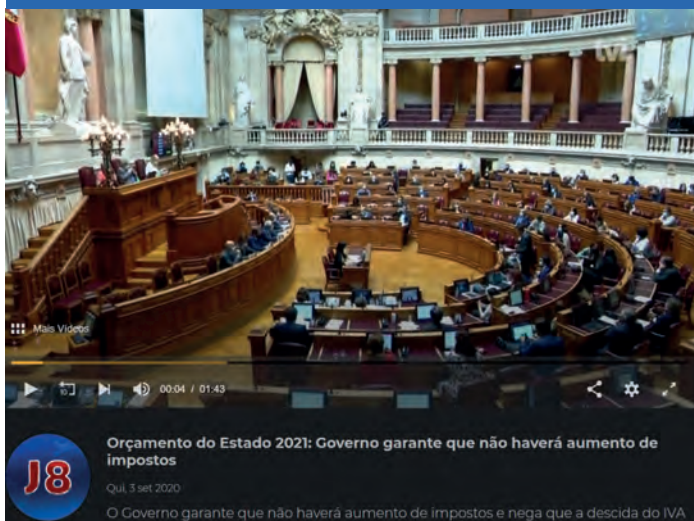 tvi
Mais Vídeos
10
00:04 / 01:43
J8
Orçamento do Estado 2021: Governo garante que não haverá aumento de
impostos
Qui, 3 set 2020
O Governo garante que não haverá aumento de impostos e nega que a descida do IVA